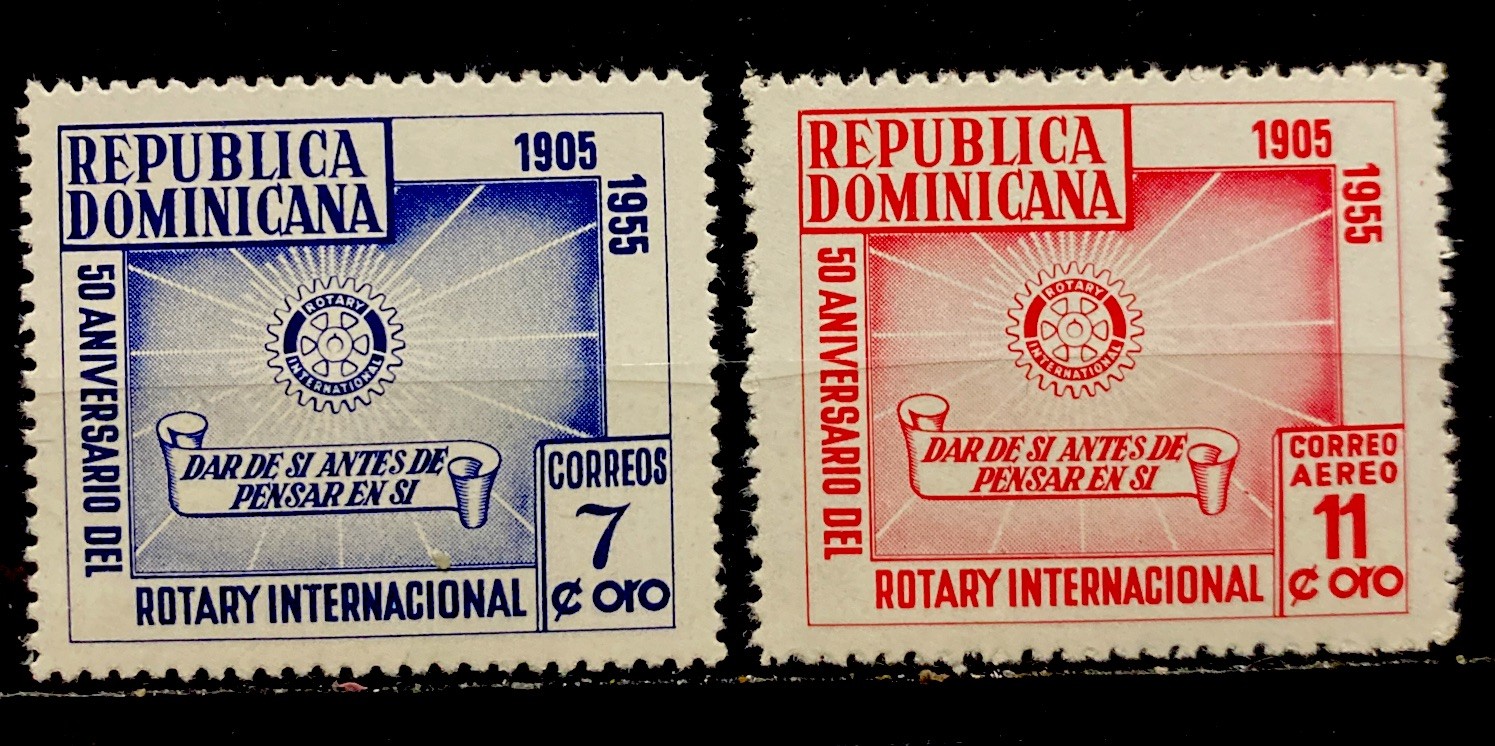 REPUBLICA
DOMINICANA
1905
1955
50 ANIVERSARIO DEL
ROTARY INTERNACIONAL
ROTARY
INTERNATIONAL
DAR DE SI ANTES DE
PENSAR EN SI
CORREOS
7
¢ oro
REPUBLICA
DOMINICANA
1905
1955
50 ANIVERSARIO DEL
ROTARY INTERNACIONAL
ROTARY
INTERNATIONAL
DAR DE SI ANTES DE
PENSAR EN SI
CORREO
AEREO
11
¢ oro